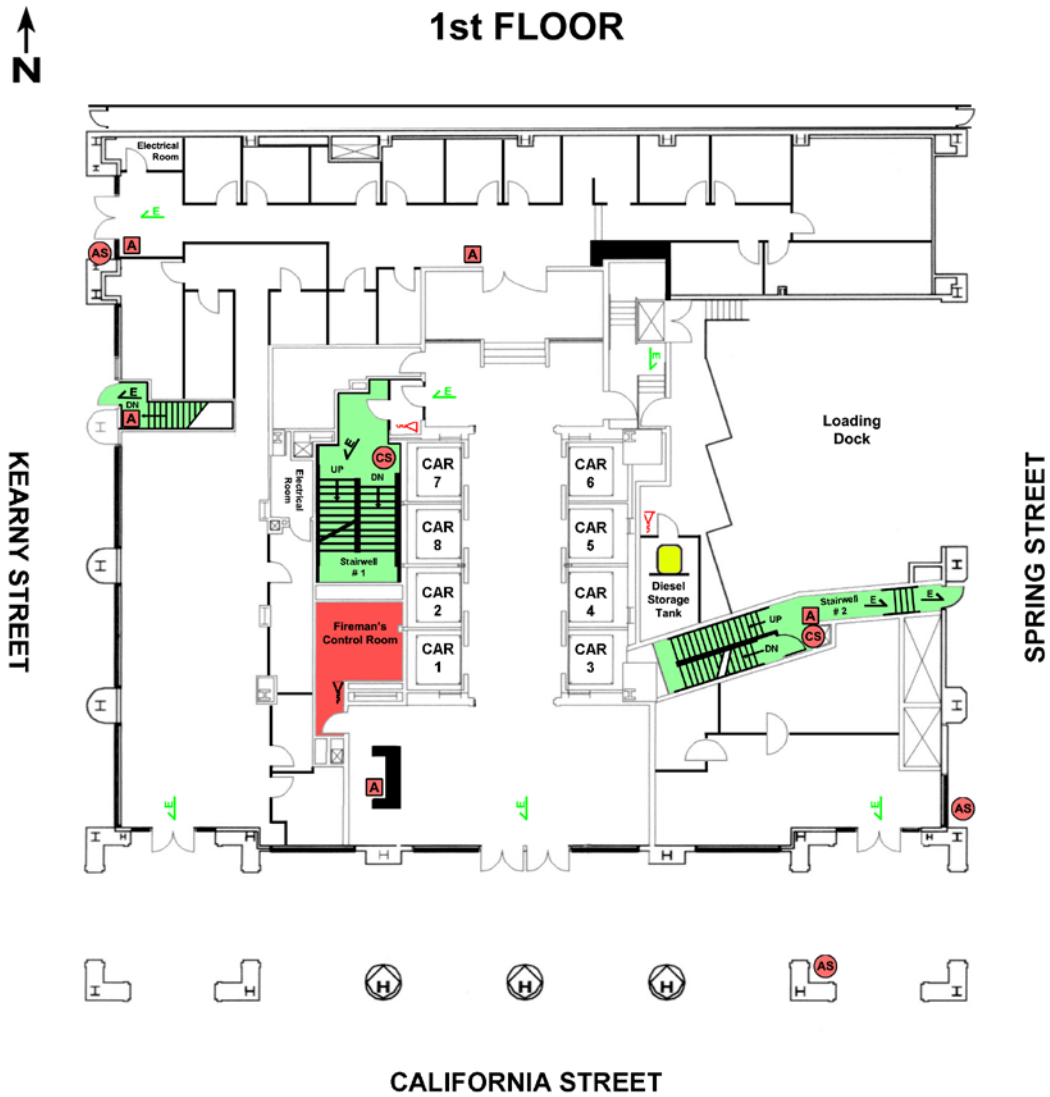 1st FLOOR
N
Electrical
Room
E
A
AS
A
E
E
DN
A
E
E
UP
CS
DN
Electrical
Room
Stairwell
# 1
CAR
7
CAR
8
CAR
2
CAR
1
CAR
6
CAR
5
CAR
4
CAR
3
Loading
Dock
Diesel
Storage
Tank
Fireman's
Control Room
A
CS
Stairwell
# 2
E
E
UP
DN
A
E
E
E
AS
AS
H
H
H
KEARNY STREET
SPRING STREET
CALIFORNIA STREET